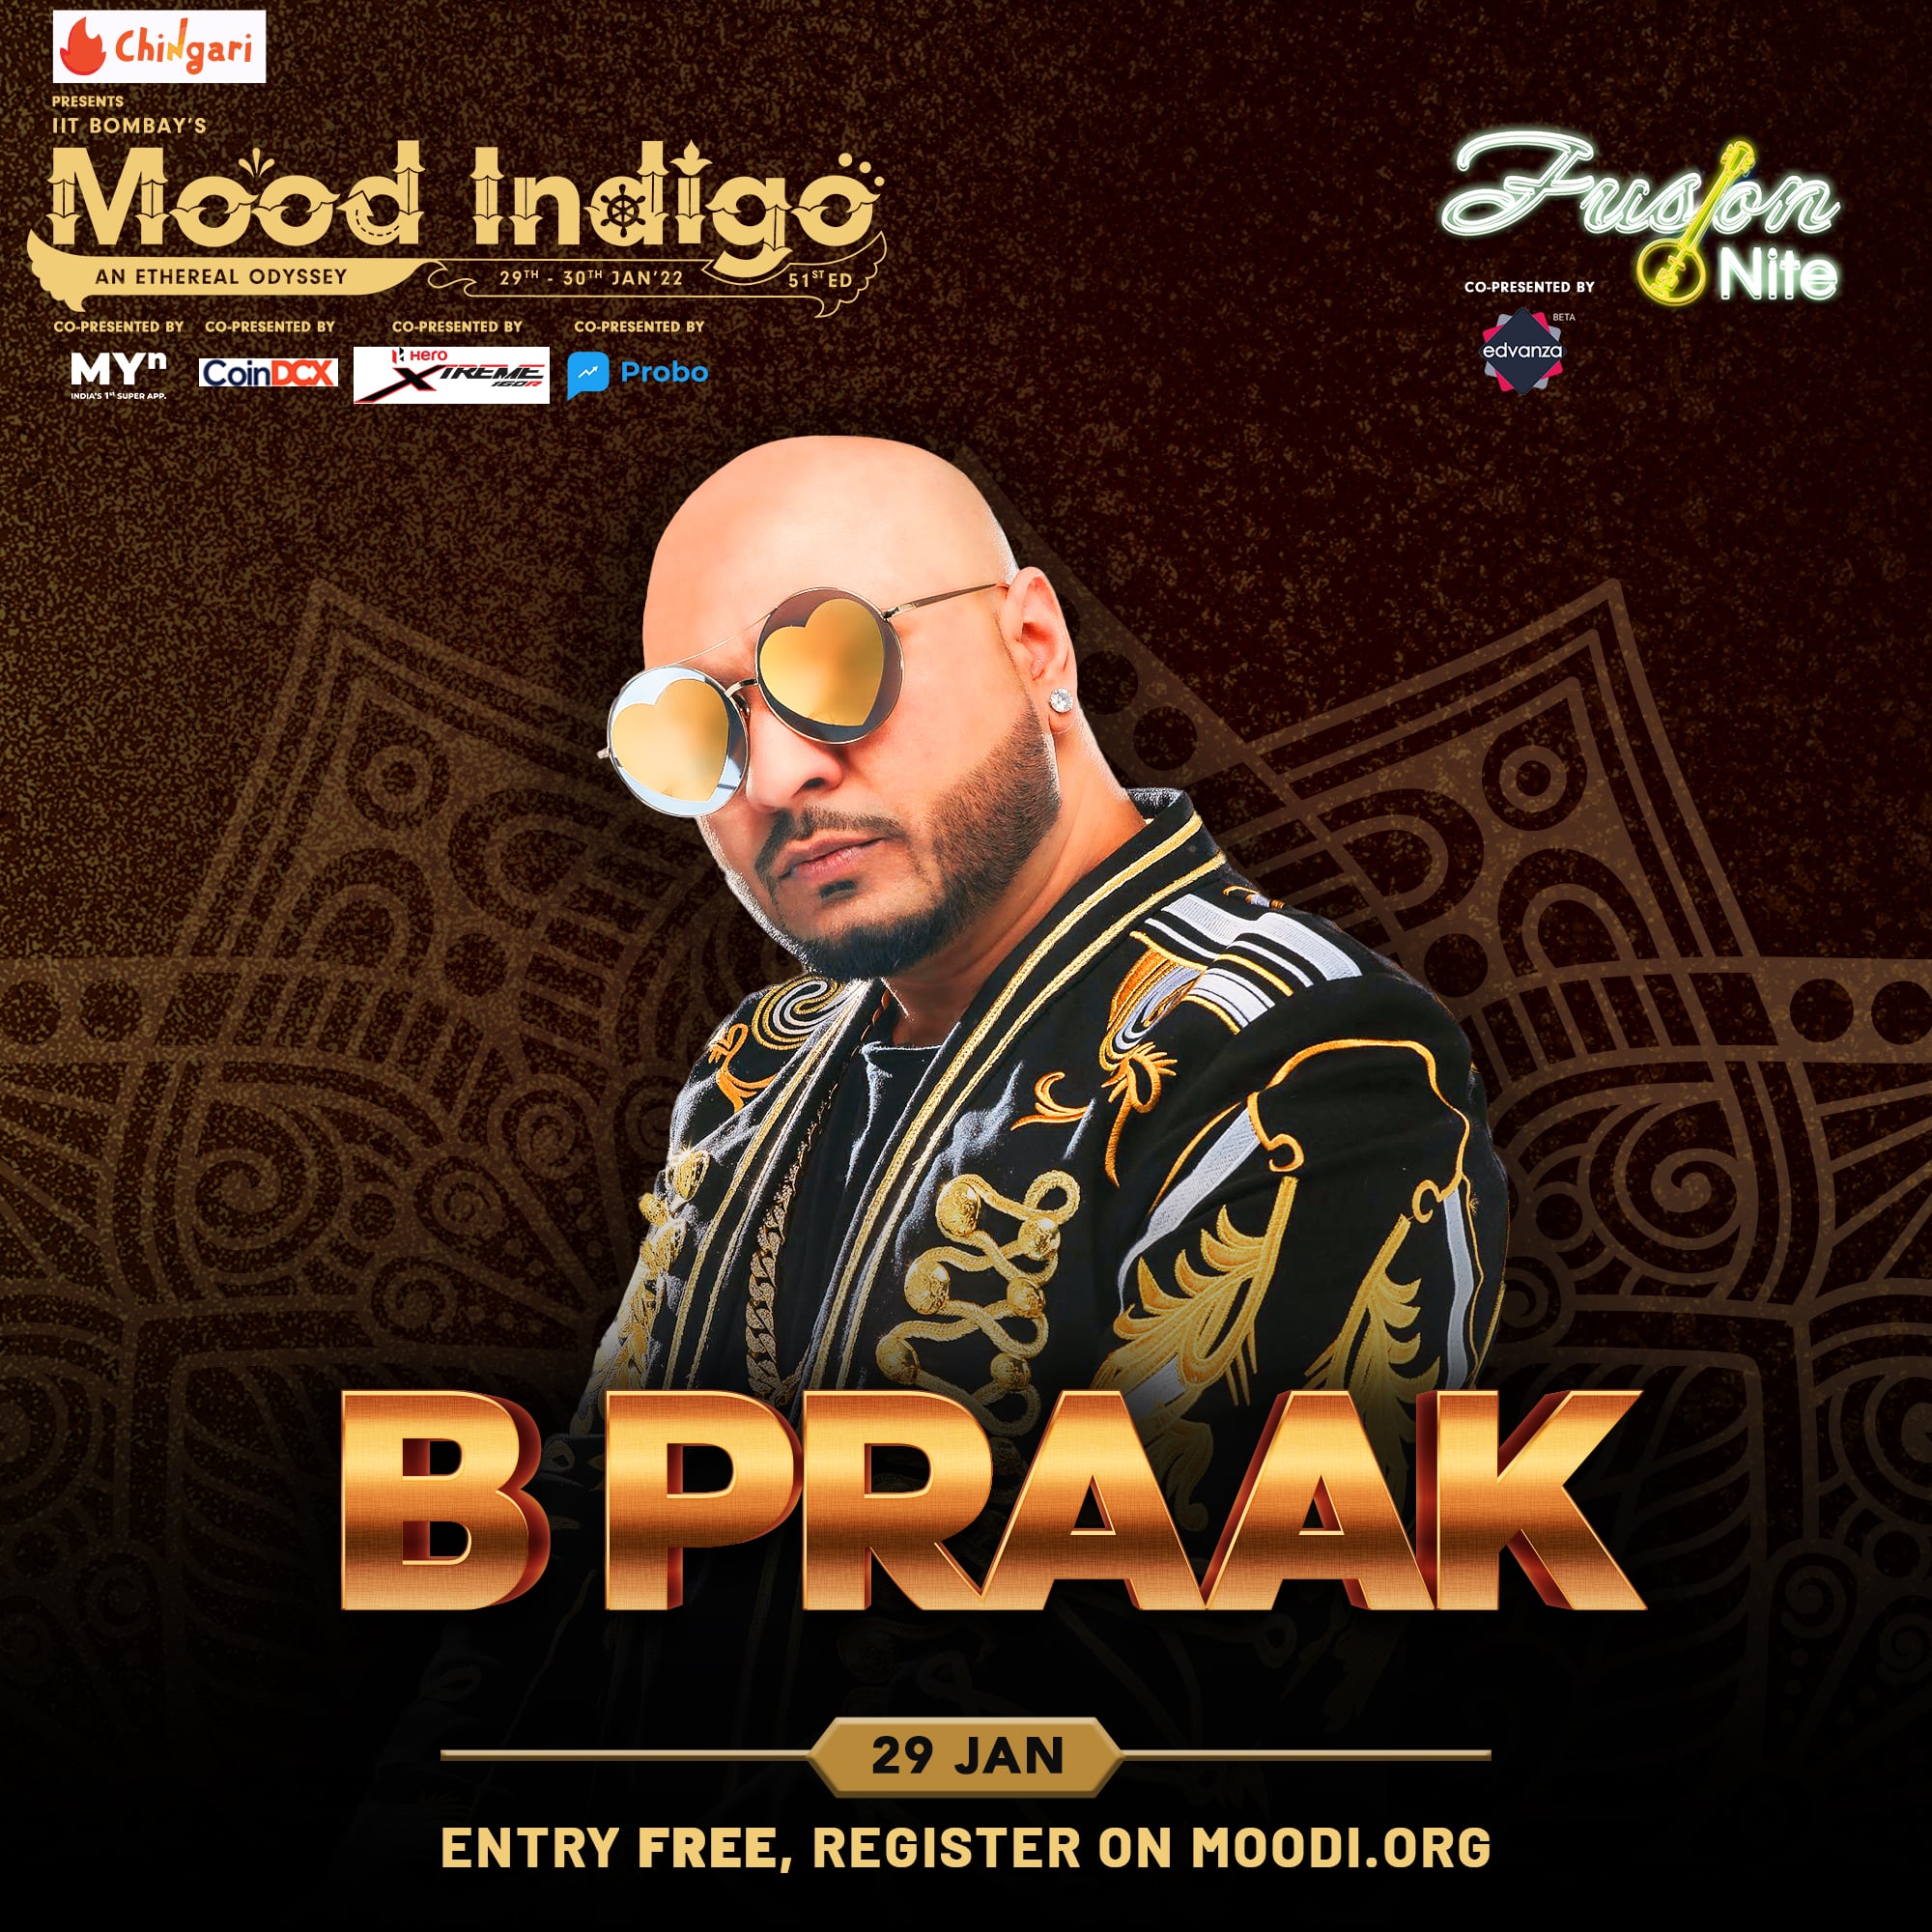 Chingari
PRESENTS
IIT BOMBAY'S
Mood Indigo
AN ETHEREAL ODYSSEY
29TH - 30TH JAN'22
51ST ED
CO-PRESENTED BY CO-PRESENTED BY CO-PRESENTED BY CO-PRESENTED BY
MYn
INDIA'S 1st SUPER APP.
CoinDCX
Hero
XTREME
160R
Probo
Fusion
Nite
CO-PRESENTED BY
BETA
edvanza
B PRAAK
29 JAN
ENTRY FREE, REGISTER ON MOODI.ORG